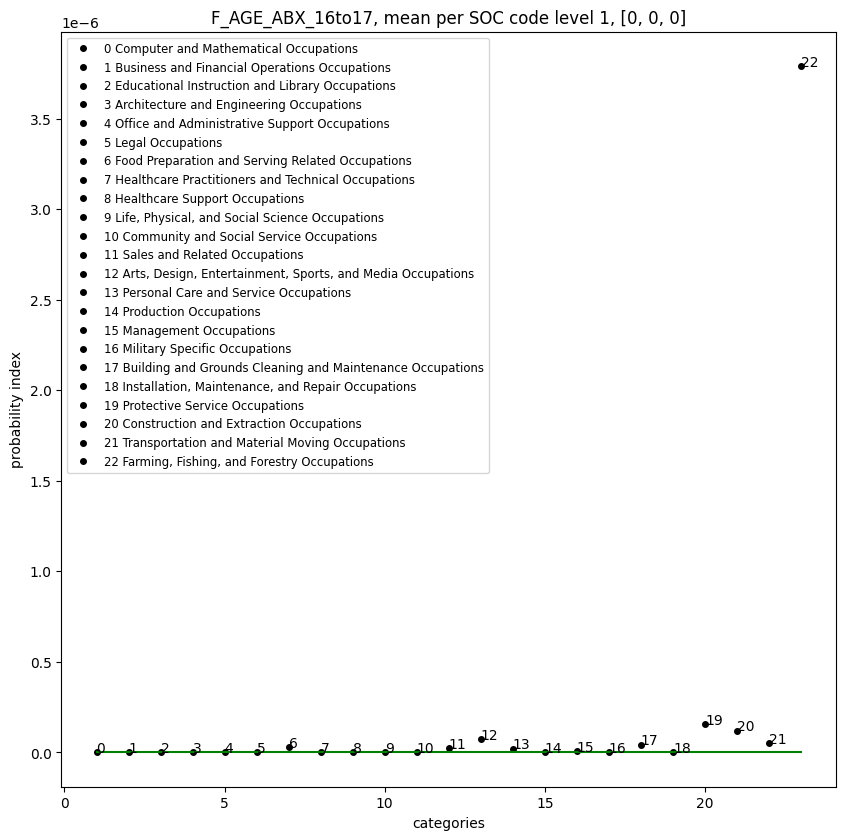 F_AGE_ABX_16to17, mean per SOC code level 1, [0, 0, 0]
1e−6
0 Computer and Mathematical Occupations
1 Business and Financial Operations Occupations
2 Educational Instruction and Library Occupations
3 Architecture and Engineering Occupations
4 Office and Administrative Support Occupations
5 Legal Occupations
6 Food Preparation and Serving Related Occupations
7 Healthcare Practitioners and Technical Occupations
8 Healthcare Support Occupations
9 Life, Physical, and Social Science Occupations
10 Community and Social Service Occupations
11 Sales and Related Occupations
12 Arts, Design, Entertainment, Sports, and Media Occupations
13 Personal Care and Service Occupations
14 Production Occupations
15 Management Occupations
16 Military Specific Occupations
17 Building and Grounds Cleaning and Maintenance Occupations
18 Installation, Maintenance, and Repair Occupations
19 Protective Service Occupations
20 Construction and Extraction Occupations
21 Transportation and Material Moving Occupations
22 Farming, Fishing, and Forestry Occupations
22
3.5
3.0
2.5
2.0
1.5
1.0
0.5
0.0
probability index
0 1 2 3 4 5 6 7 8 9 10 11 12 13 14 15 16 17 18 19 20 21
0 5 10 15 20
categories